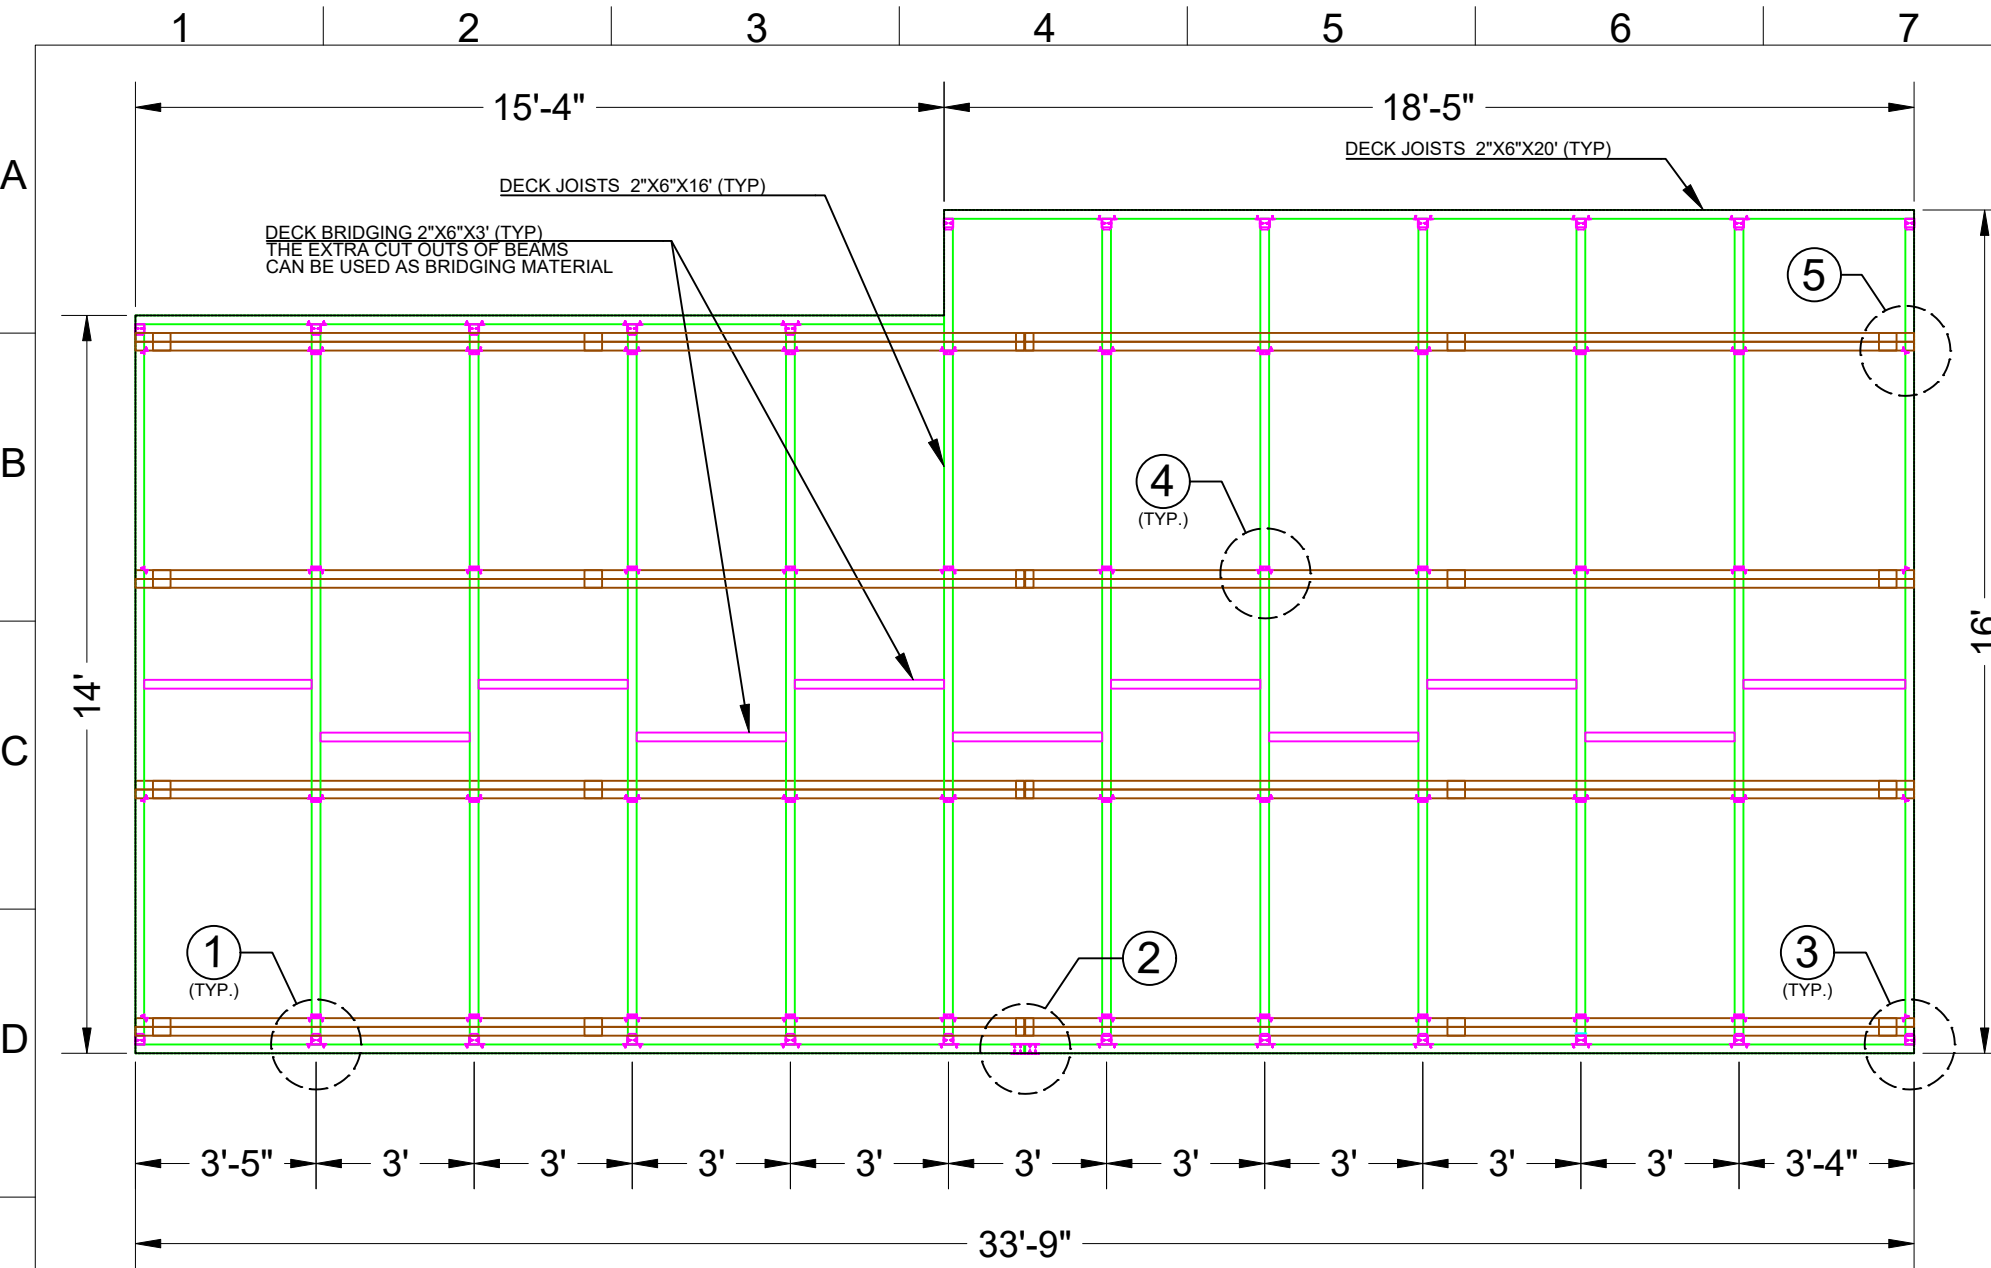 1 2 3 4 5 6 7
15'-4" 18'-5"
A
DECK JOISTS 2"X6"X20' (TYP)
DECK JOISTS 2"X6"X16' (TYP)
DECK BRIDGING 2"X6"X3' (TYP)
THE EXTRA CUT OUTS OF BEAMS
CAN BE USED AS BRIDGING MATERIAL
5
B
4
(TYP.)
14'
16'
C
1
(TYP.)
2
3
(TYP.)
D
3'-5" 3' 3' 3' 3' 3' 3' 3' 3' 3' 3'-4"
33'-9"